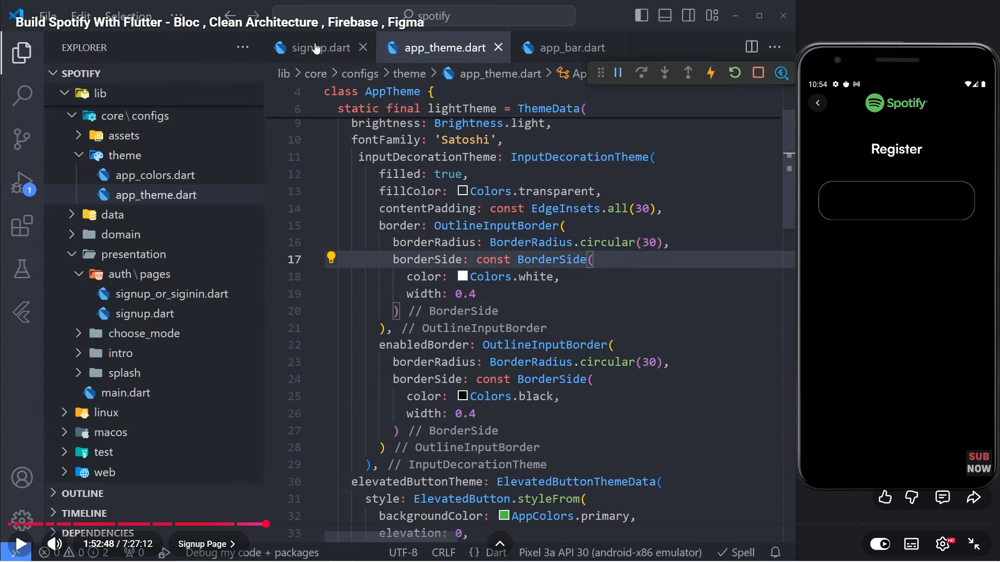 File Edit Selection ···
spotify
Build Spotify With Flutter - Bloc , Clean Architecture , Firebase , Figma
EXPLORER
signup.dart
app_theme.dart
app_bar.dart
SPOTIFY
lib > core > configs > theme > app_theme.dart > Ap
lib
core\configs
assets
theme
app_colors.dart
app_theme.dart
data
domain
presentation
auth\pages
signup_or_siginin.dart
signup.dart
choose_mode
intro
splash
main.dart
linux
macos
test
web
OUTLINE
TIMELINE
DEPENDENCIES
1
4 class AppTheme {
6 static final lightTheme = ThemeData(
9 brightness: Brightness.light,
10 fontFamily: 'Satoshi',
11 inputDecorationTheme: InputDecorationTheme(
12 filled: true,
13 fillColor: Colors.transparent,
14 contentPadding: const EdgeInsets.all(30),
15 border: OutlineInputBorder(
16 borderRadius: BorderRadius.circular(30),
17 borderSide: const BorderSide(
18 color: Colors.white,
19 width: 0.4
20 ) // BorderSide
21 ), // OutlineInputBorder
22 enabledBorder: OutlineInputBorder(
23 borderRadius: BorderRadius.circular(30),
24 borderSide: const BorderSide(
25 color: Colors.black,
26 width: 0.4
27 ) // BorderSide
28 ) // OutlineInputBorder
29 ), // InputDecorationTheme
30 elevatedButtonTheme: ElevatedButtonThemeData(
31 style: ElevatedButton.styleFrom(
32 backgroundColor: AppColors.primary,
33 elevation: 0,
10:54
Spotify
Register
SUB
NOW
1:52:48 / 7:27:12
Signup Page >
0 0 2 0 Debug my code + packages
UTF-8 CRLF {} Dart Pixel 3a API 30 (android-x86 emulator) Spell
HD